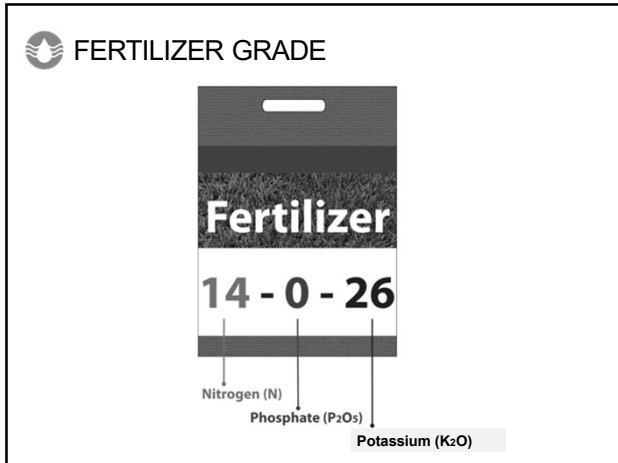 FERTILIZER GRADE
Fertilizer
14 - 0 - 26
Nitrogen (N)
Phosphate (P2O5)
Potassium (K2O)